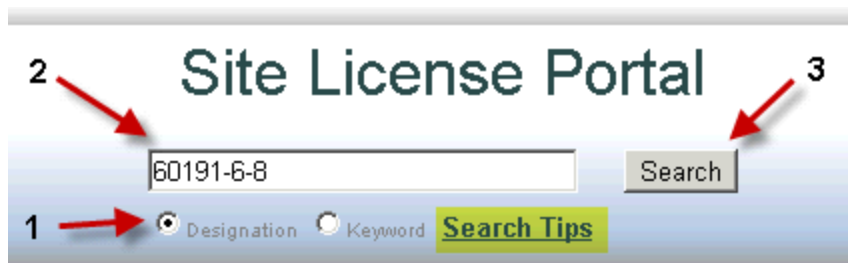 Site License Portal
2
3
60191-6-8
Search
1
Designation
Keyword
Search Tips